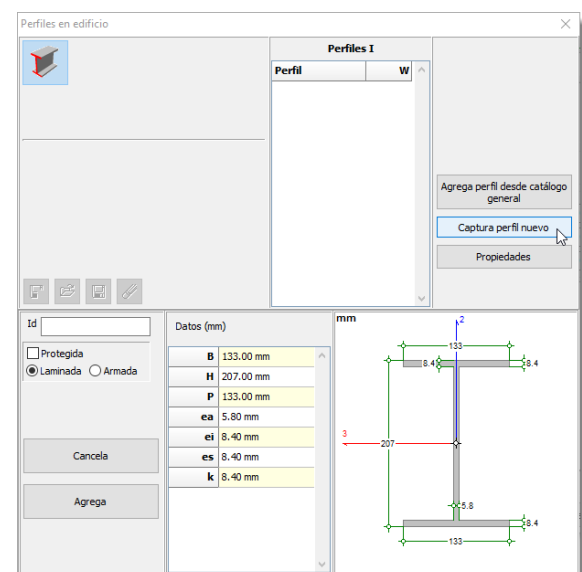 Perfiles en edificio
Perfiles I
Perfil W
Agrega perfil desde catálogo
general
Captura perfil nuevo
Propiedades
Id
Protegida
Laminada Armada
Cancela
Agrega
Datos (mm)
B 133.00 mm
H 207.00 mm
P 133.00 mm
ea 5.80 mm
ei 8.40 mm
es 8.40 mm
k 8.40 mm
mm
2
133
8.4 8.4
3
207
5.8
8.4
133